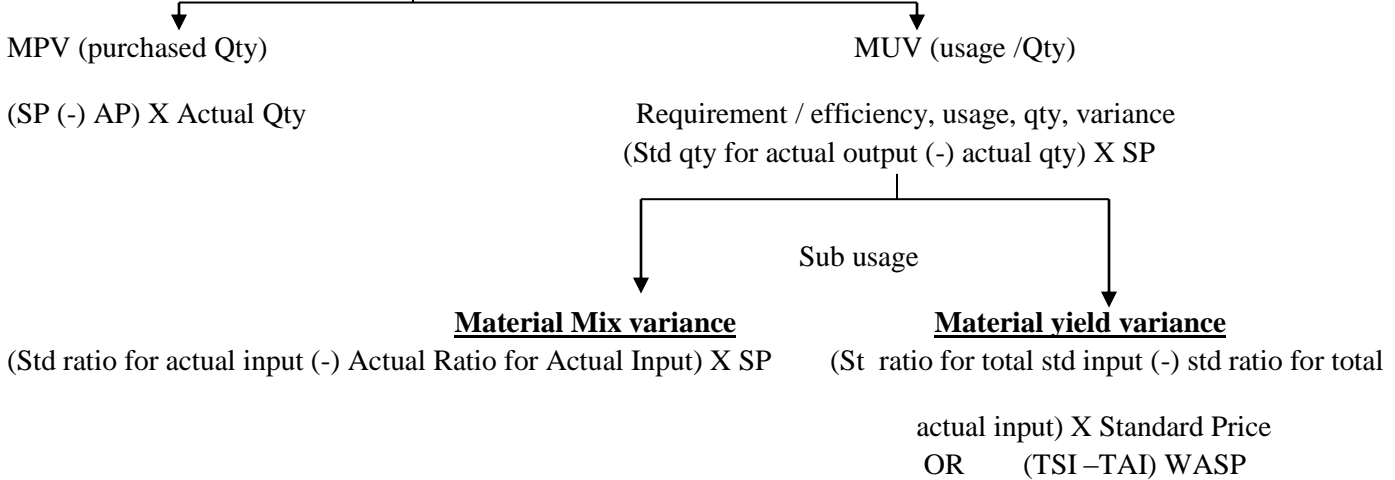 MPV (purchased Qty) MUV (usage /Qty)
(SP (-) AP) X Actual Qty Requirement / efficiency, usage, qty, variance
(Std qty for actual output (-) actual qty) X SP
Sub usage
Material Mix variance Material yield variance
(Std ratio for actual input (-) Actual Ratio for Actual Input) X SP (St ratio for total std input (-) std ratio for total
actual input) X Standard Price
OR (TSI –TAI) WASP